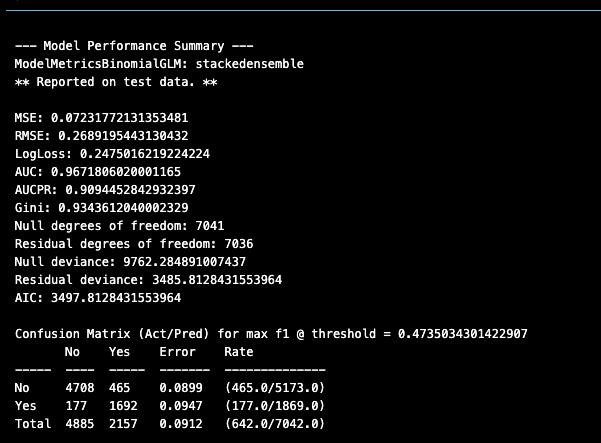 --- Model Performance Summary ---
ModelMetricsBinomialGLM: stackedensemble
** Reported on test data. **
MSE: 0.07231772131353481
RMSE: 0.2689195443130432
LogLoss: 0.2475016219224224
AUC: 0.9671806020001165
AUCPR: 0.9094452842932397
Gini: 0.9343612040002329
Null degrees of freedom: 7041
Residual degrees of freedom: 7036
Null deviance: 9762.284891007437
Residual deviance: 3485.8128431553964
AIC: 3497.8128431553964
Confusion Matrix (Act/Pred) for max f1 @ threshold = 0.4735034301422907
No Yes Error Rate
----- ---- ----- ------- --------------
No 4708 465 0.0899 (465.0/5173.0)
Yes 177 1692 0.0947 (177.0/1869.0)
Total 4885 2157 0.0912 (642.0/7042.0)